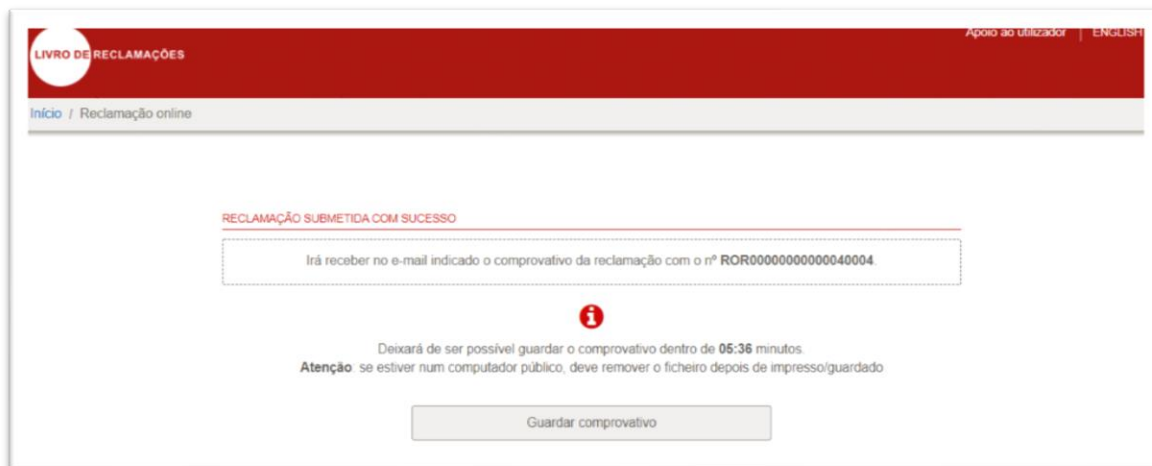 Apoio ao utilizador | ENGLISH
LIVRO DE RECLAMAÇÕES
Início / Reclamação online
RECLAMAÇÃO SUBMETIDA COM SUCESSO
Irá receber no e-mail indicado o comprovativo da reclamação com o nº ROR00000000000040004.
Deixará de ser possível guardar o comprovativo dentro de 05:36 minutos.
Atenção: se estiver num computador público, deve remover o ficheiro depois de impresso/guardado
Guardar comprovativo